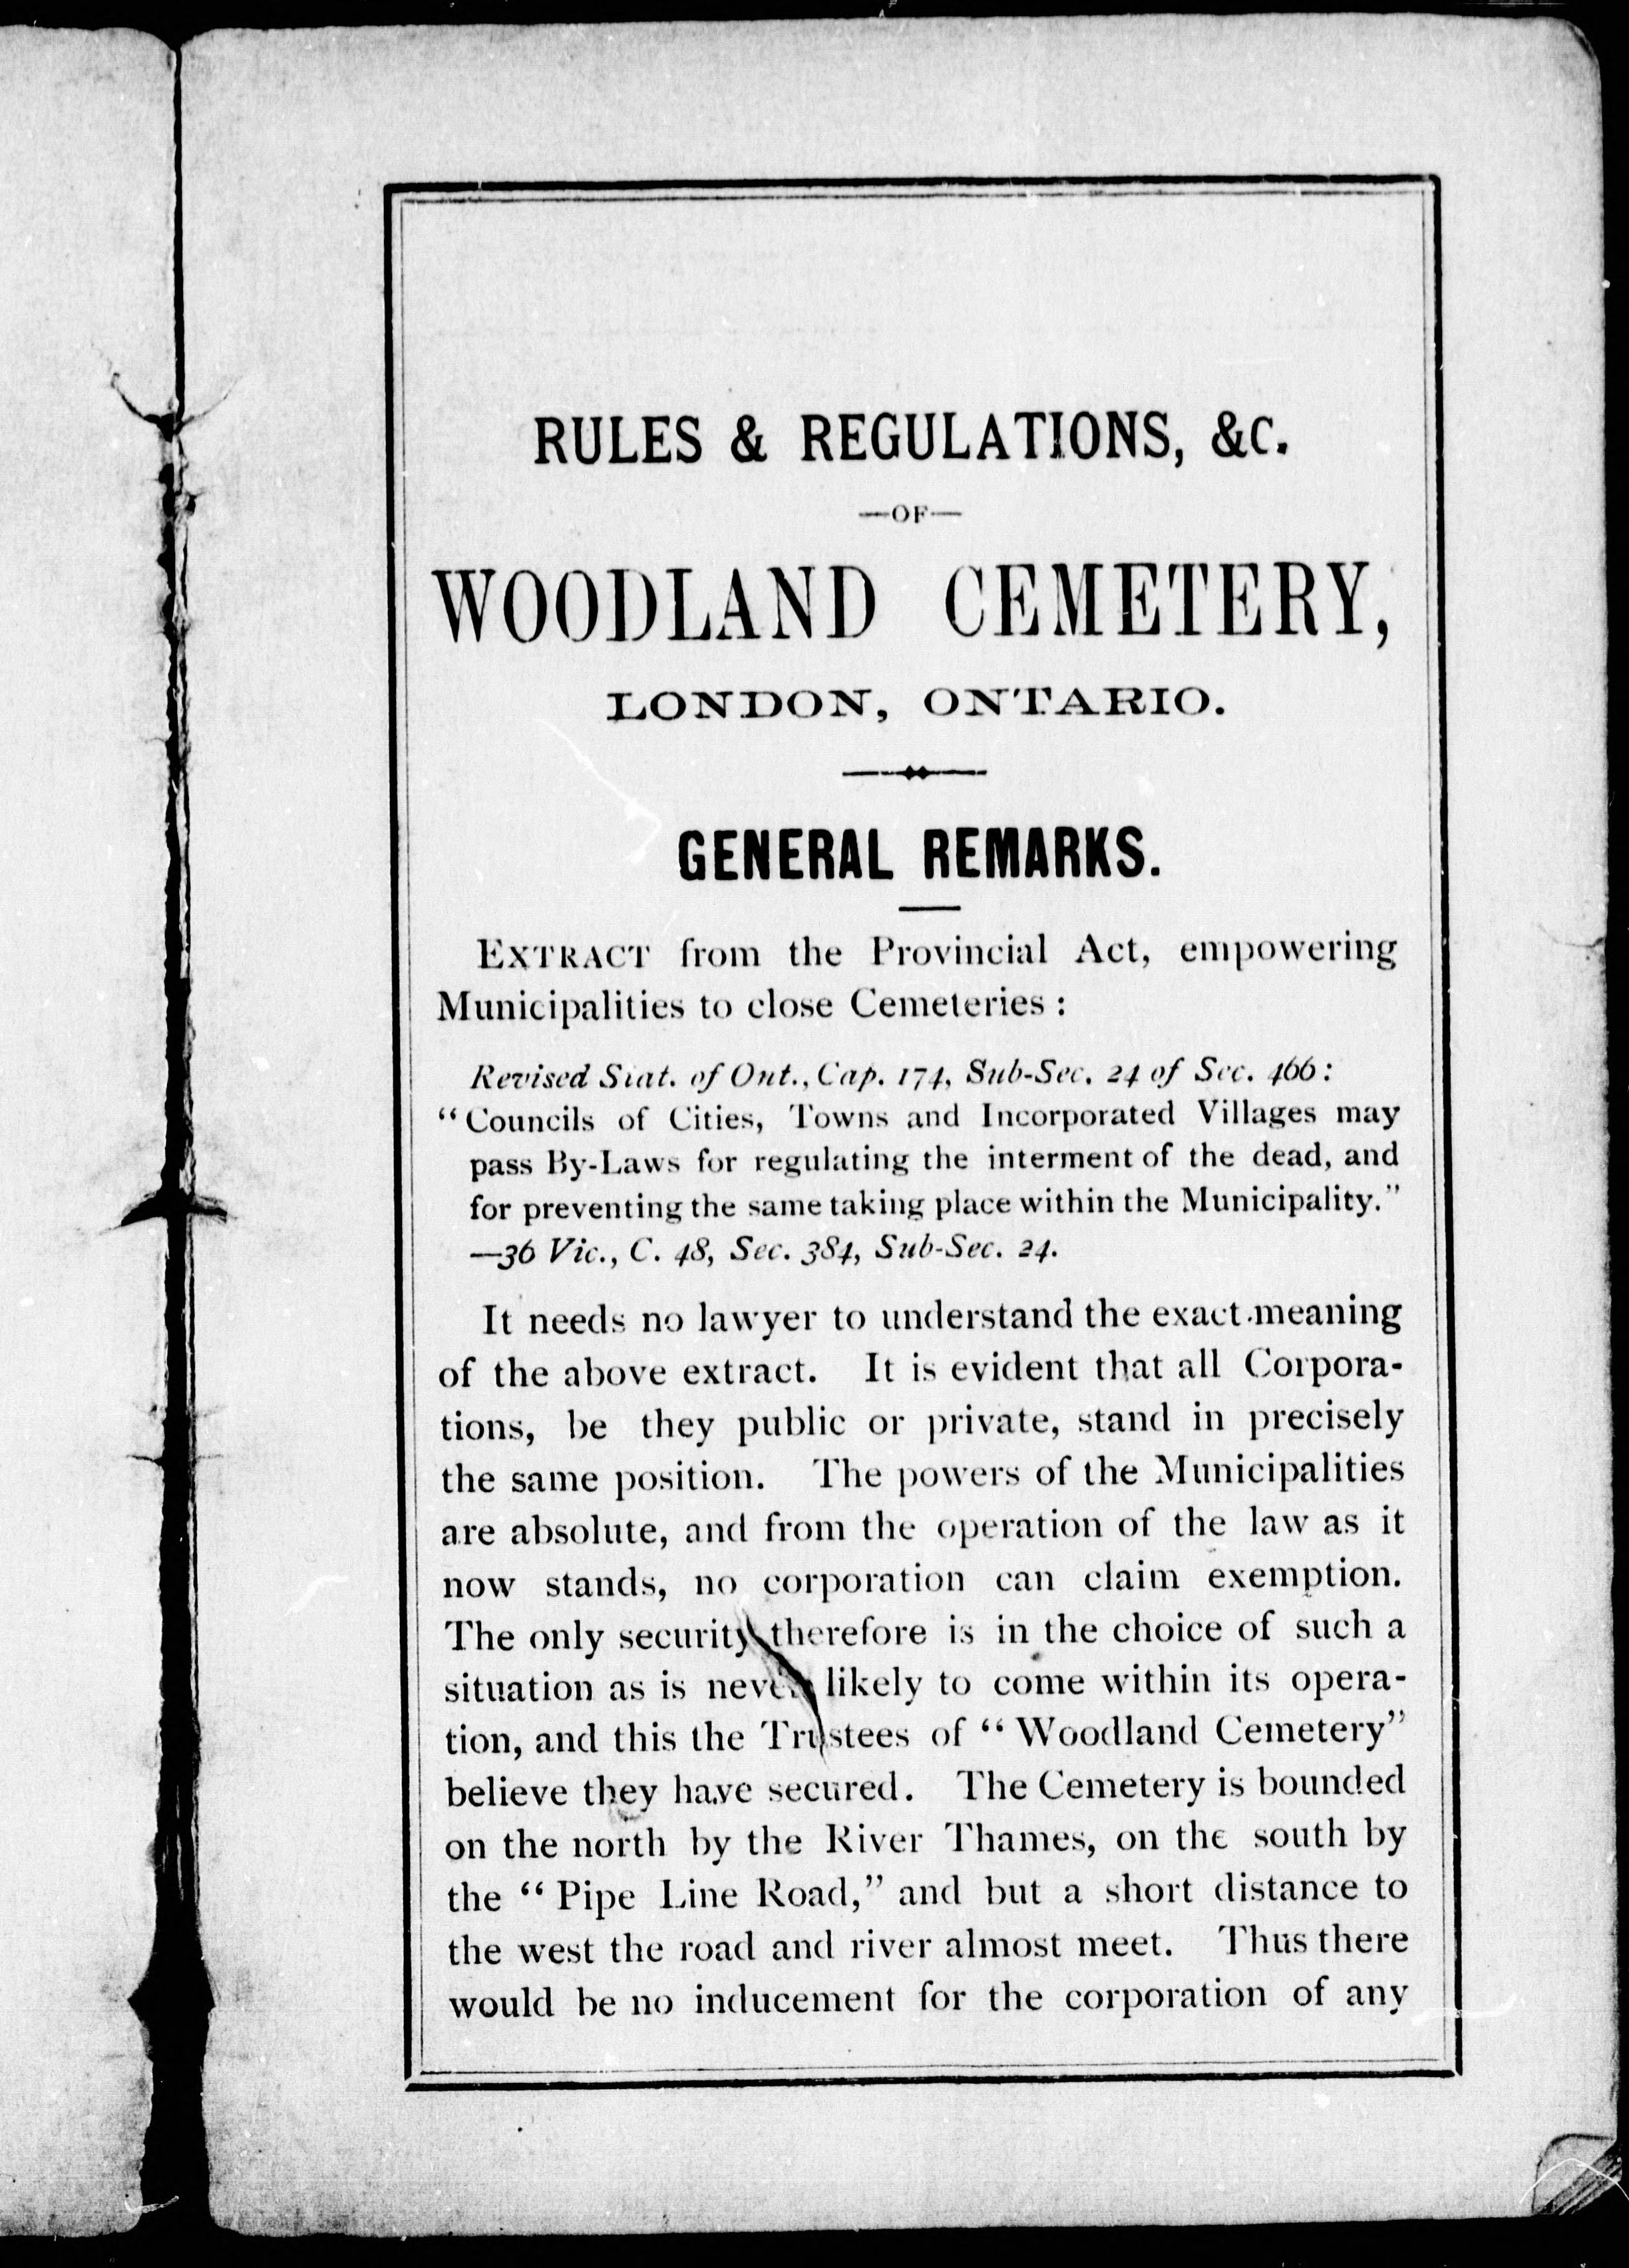 RULES & REGULATIONS, &C.
—OF—
WOODLAND CEMETERY,
LONDON, ONTARIO.
GENERAL REMARKS.
EXTRACT from the Provincial Act, empowering
Municipalities to close Cemeteries :
Revised Stat. of Ont., Cap. 174, Sub-Sec. 24 of Sec. 466:
“Councils of Cities, Towns and Incorporated Villages may
pass By-Laws for regulating the interment of the dead, and
for preventing the same taking place within the Municipality.”
—36 Vic., C. 48, Sec. 384, Sub-Sec. 24.
It needs no lawyer to understand the exact meaning
of the above extract. It is evident that all Corpora-
tions, be they public or private, stand in precisely
the same position. The powers of the Municipalities
are absolute, and from the operation of the law as it
now stands, no corporation can claim exemption.
The only security therefore is in the choice of such a
situation as is never likely to come within its opera-
tion, and this the Trustees of “Woodland Cemetery”
believe they have secured. The Cemetery is bounded
on the north by the River Thames, on the south by
the “Pipe Line Road,” and but a short distance to
the west the road and river almost meet. Thus there
would be no inducement for the corporation of any